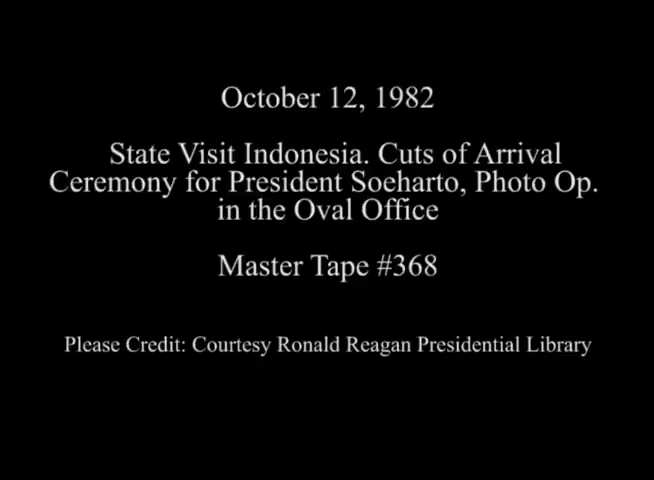 October 12, 1982
State Visit Indonesia. Cuts of Arrival
Ceremony for President Soeharto, Photo Op.
in the Oval Office
Master Tape #368
Please Credit: Courtesy Ronald Reagan Presidential Library